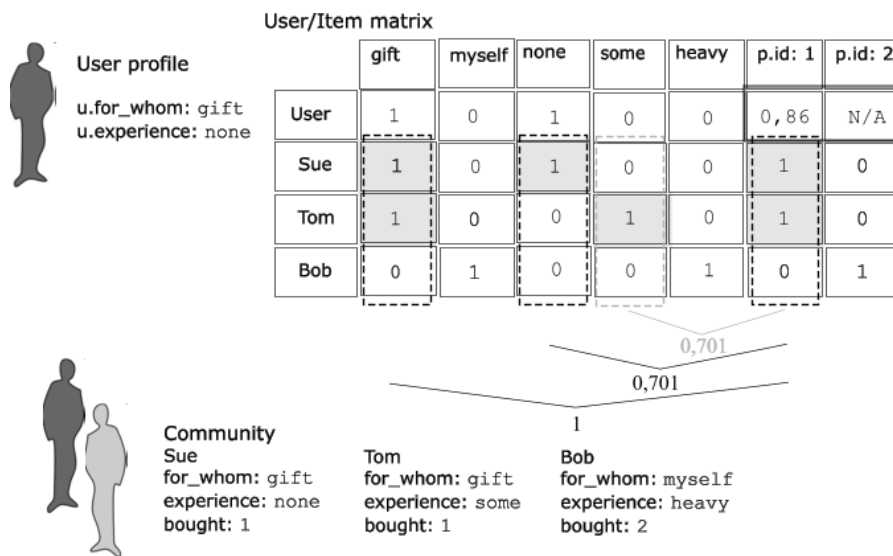 User/Item matrix
User profile
u.for_whom: gift
u.experience: none
gift myself none some heavy p.id: 1 p.id: 2
User 1 0 1 0 0 0,86 N/A
Sue 1 0 1 0 0 1 0
Tom 1 0 0 1 0 1 0
Bob 0 1 0 0 1 0 1
0,701
0,701
1
Community
Sue Tom Bob
for_whom: gift for_whom: gift for_whom: myself
experience: none experience: some experience: heavy
bought: 1 bought: 1 bought: 2